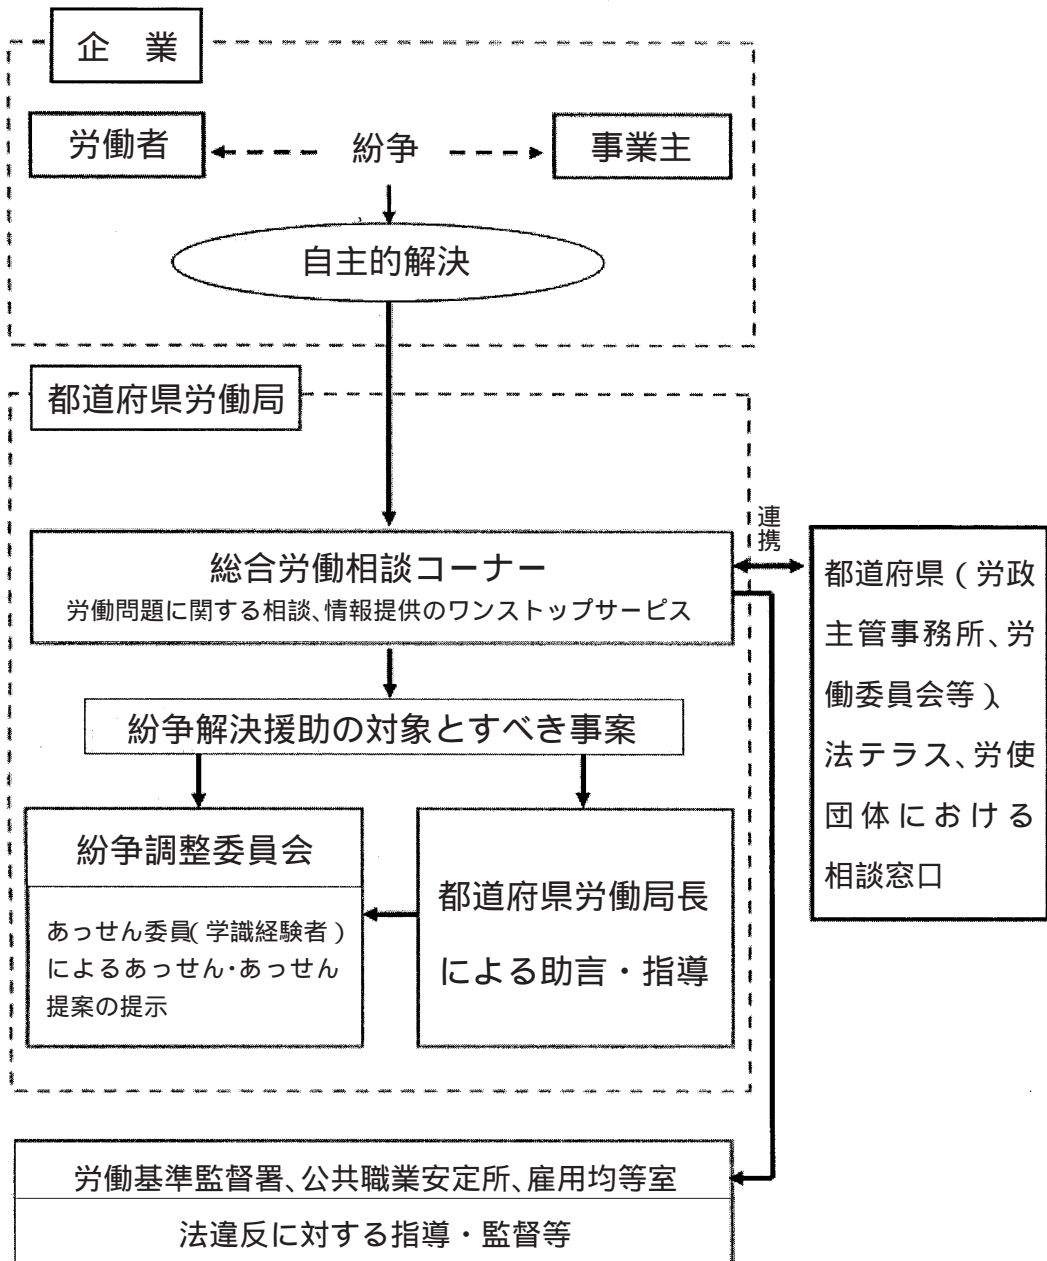 企 業
労働者
紛争
事業主
自主的解決
都道府県労働局
総合労働相談コーナー
労働問題に関する相談、情報提供のワンストップサービス
連携
都道府県(労政
主管事務所、労
働委員会等)、
法テラス、労使
団体における
相談窓口
紛争解決援助の対象とすべき事案
紛争調整委員会
あっせん委員(学識経験者)
によるあっせん・あっせん
提案の提示
都道府県労働局長
による助言・指導
労働基準監督署、公共職業安定所、雇用均等室
法違反に対する指導・監督等